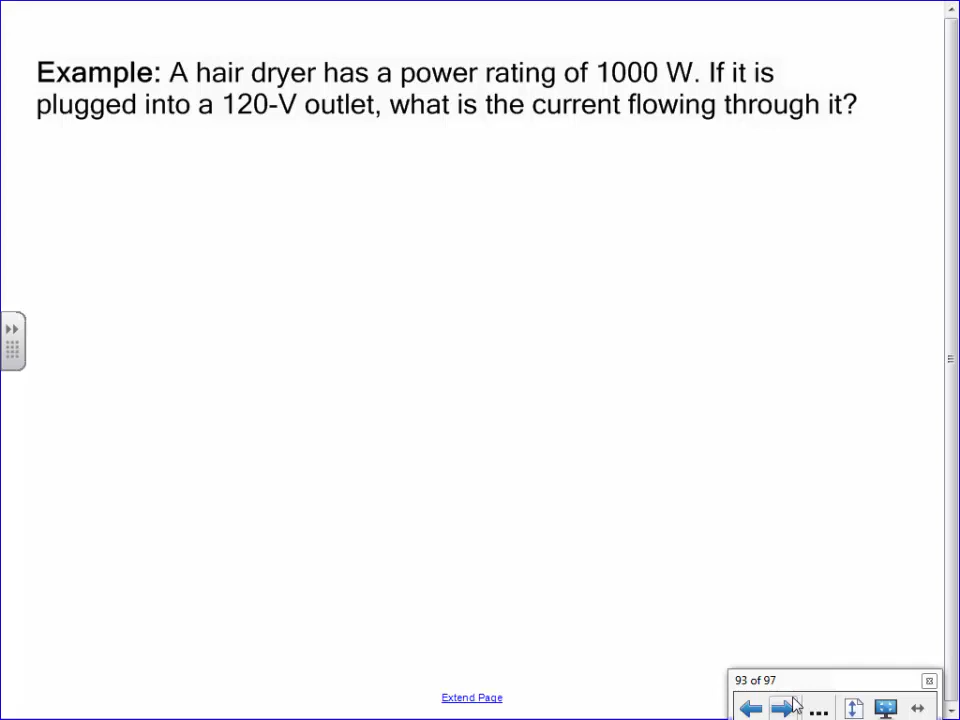 Example: A hair dryer has a power rating of 1000 W. If it is
plugged into a 120-V outlet, what is the current flowing through it?
93 of 97
Extend Page